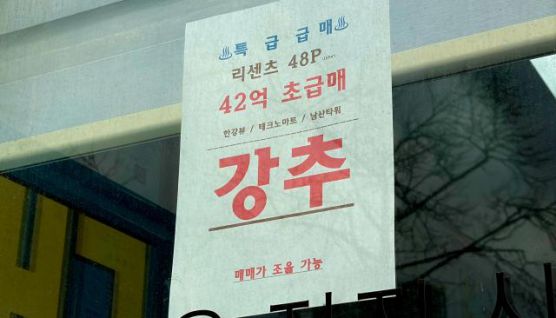 ♨특 급 급 매♨
리센츠 48P
42억 초급매
한강뷰 / 테크노마트 / 남산타워
강추
매매가 조율 가능